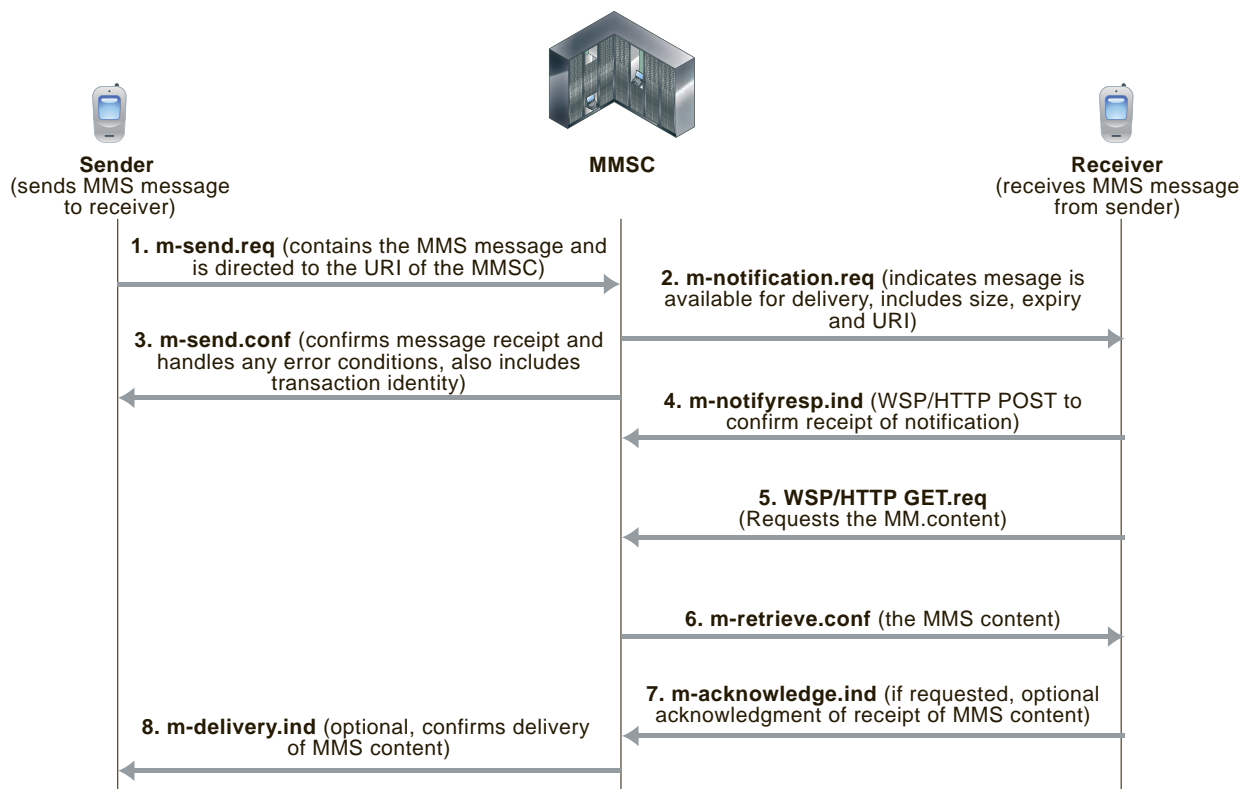 Sender
(sends MMS message
to receiver)
MMSC
Receiver
(receives MMS message
from sender)
1. m-send.req (contains the MMS message and
is directed to the URI of the MMSC)
2. m-notification.req (indicates mesage is
available for delivery, includes size, expiry
and URI)
3. m-send.conf (confirms message receipt and
handles any error conditions, also includes
transaction identity)
4. m-notifyresp.ind (WSP/HTTP POST to
confirm receipt of notification)
5. WSP/HTTP GET.req
(Requests the MM.content)
6. m-retrieve.conf (the MMS content)
7. m-acknowledge.ind (if requested, optional
acknowledgment of receipt of MMS content)
8. m-delivery.ind (optional, confirms delivery
of MMS content)